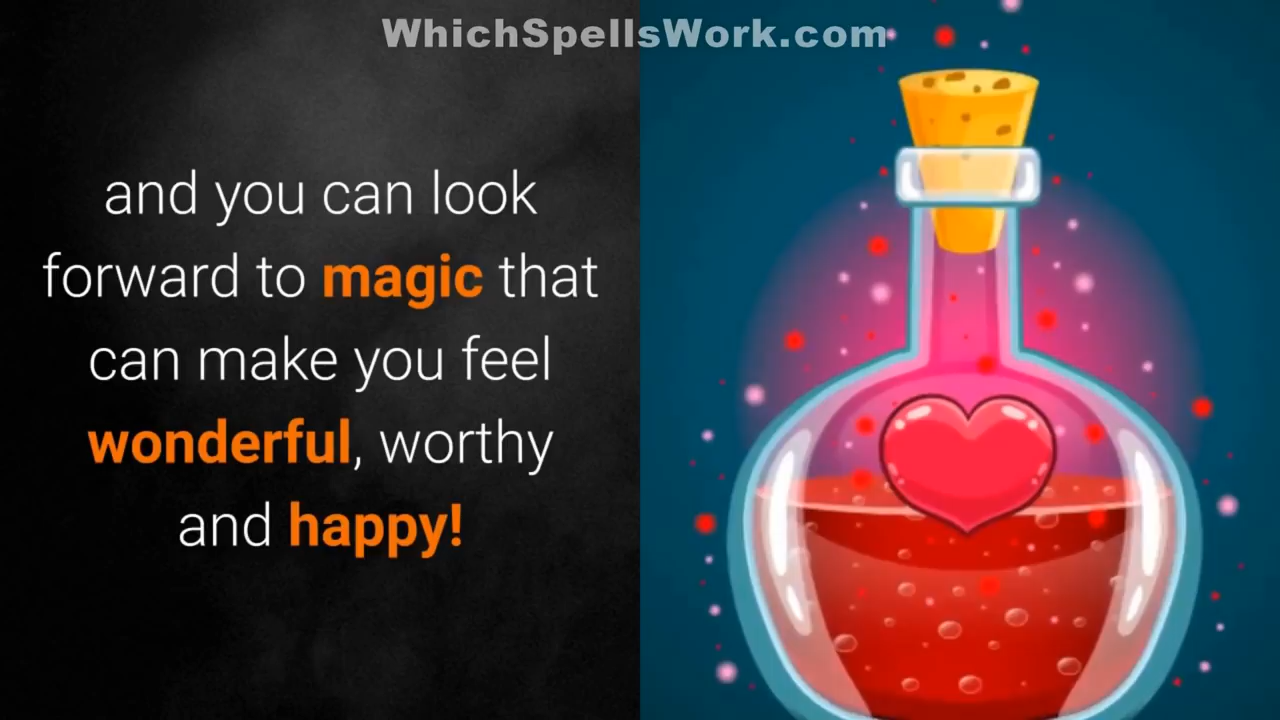 WhichSpellsWork.com
and you can look
forward to magic that
can make you feel
wonderful, worthy
and happy!